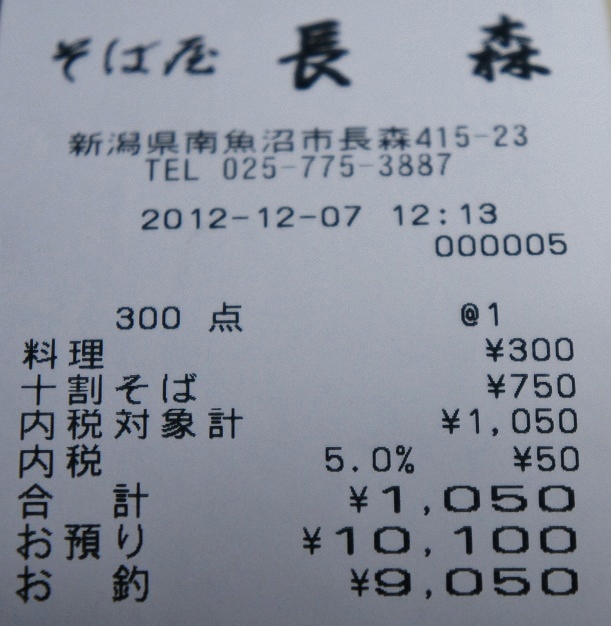 そば屋 長森
新潟県南魚沼市長森415-23
TEL 025-775-3887
2012-12-07 12:13
000005
300 点 @1
料理 ¥300
十割そば ¥750
内税対象計 ¥1,050
内税 5.0% ¥50
合計 ¥1,050
お預り ¥10,100
お釣 ¥9,050